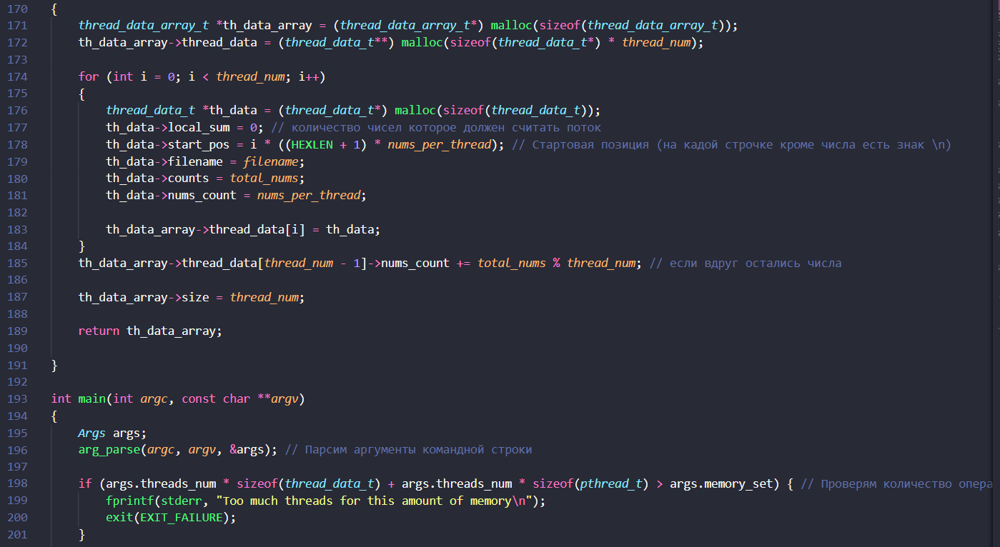 170 {
171     thread_data_array_t *th_data_array = (thread_data_array_t*) malloc(sizeof(thread_data_array_t));
172     th_data_array->thread_data = (thread_data_t**) malloc(sizeof(thread_data_t*) * thread_num);
173
174     for (int i = 0; i < thread_num; i++)
175     {
176         thread_data_t *th_data = (thread_data_t*) malloc(sizeof(thread_data_t));
177         th_data->local_sum = 0; // количество чисел которое должен считать поток
178         th_data->start_pos = i * ((HEXLEN + 1) * nums_per_thread); // Стартовая позиция (на кадой строчке кроме числа есть знак \n)
179         th_data->filename = filename;
180         th_data->counts = total_nums;
181         th_data->nums_count = nums_per_thread;
182
183         th_data_array->thread_data[i] = th_data;
184     }
185     th_data_array->thread_data[thread_num - 1]->nums_count += total_nums % thread_num; // если вдруг остались числа
186
187     th_data_array->size = thread_num;
188
189     return th_data_array;
190
191 }
192
193 int main(int argc, const char **argv)
194 {
195     Args args;
196     arg_parse(argc, argv, &args); // Парсим аргументы командной строки
197
198     if (args.threads_num * sizeof(thread_data_t) + args.threads_num * sizeof(pthread_t) > args.memory_set) { // Проверям количество опера
199         fprintf(stderr, "Too much threads for this amount of memory\n");
200         exit(EXIT_FAILURE);
201     }